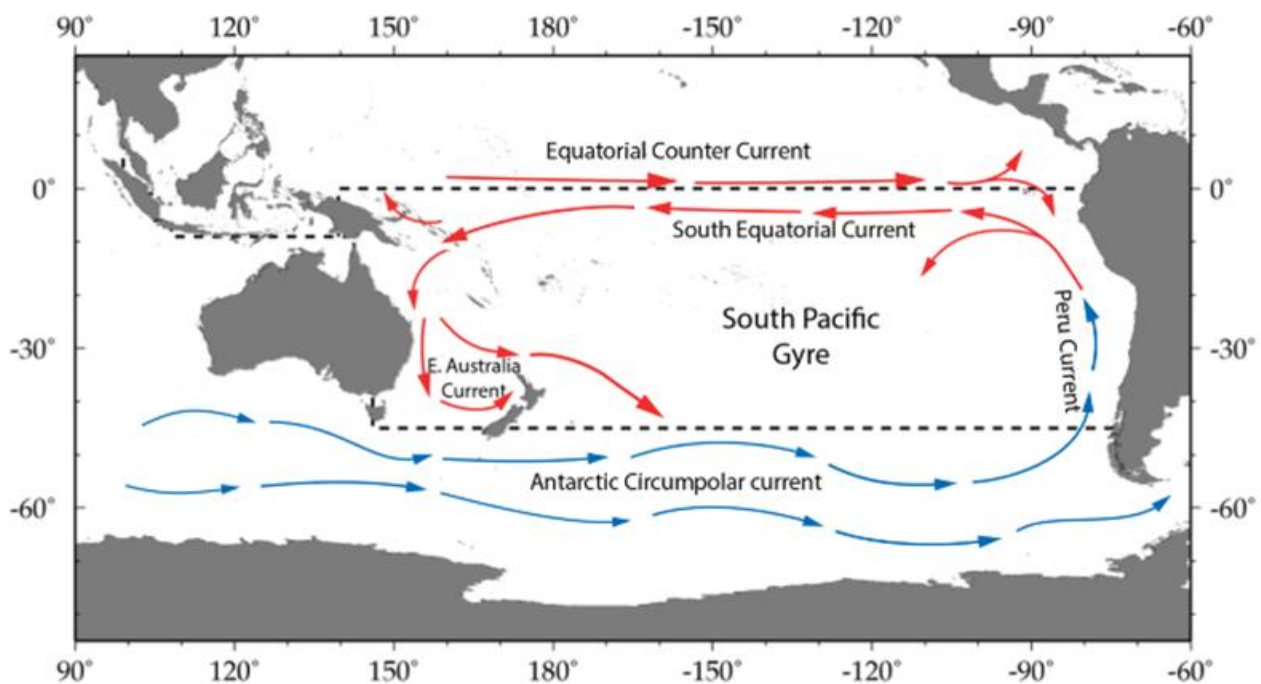 90° 120° 150° 180° -150° -120° -90° -60°
Equatorial Counter Current
0° 0°
South Equatorial Current
South Pacific
Gyre
Peru Current
-30° -30°
E. Australia
Current
Antarctic Circumpolar current
-60° -60°
90° 120° 150° 180° -150° -120° -90° -60°